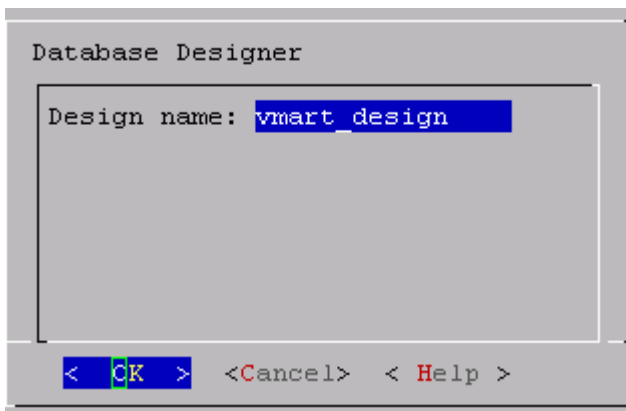 Database Designer
Design name: vmart_design
< OK > <Cancel> < Help >